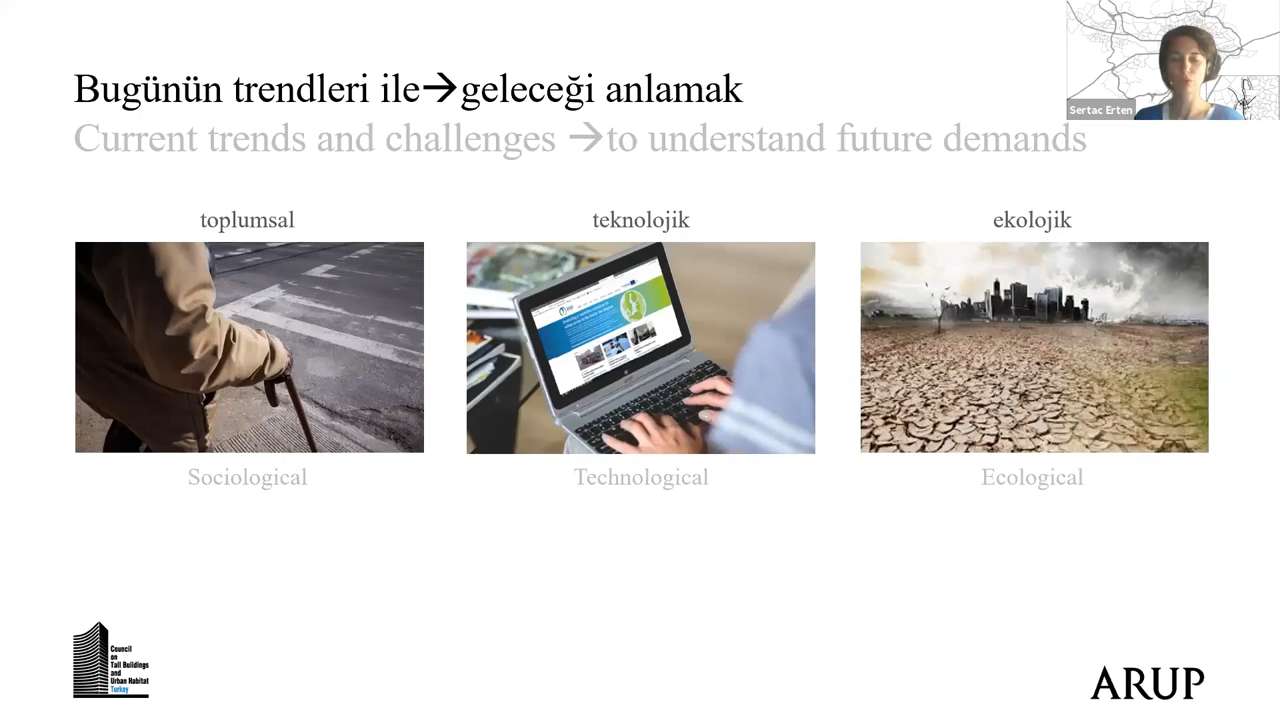 Bugünün trendleri ile→geleceği anlamak
Sertac Erten
Current trends and challenges →to understand future demands
toplumsal
teknolojik
ekolojik
Sociological
Technological
Ecological
Council
on
Tall Buildings
and
Urban Habitat
Turkey
ARUP